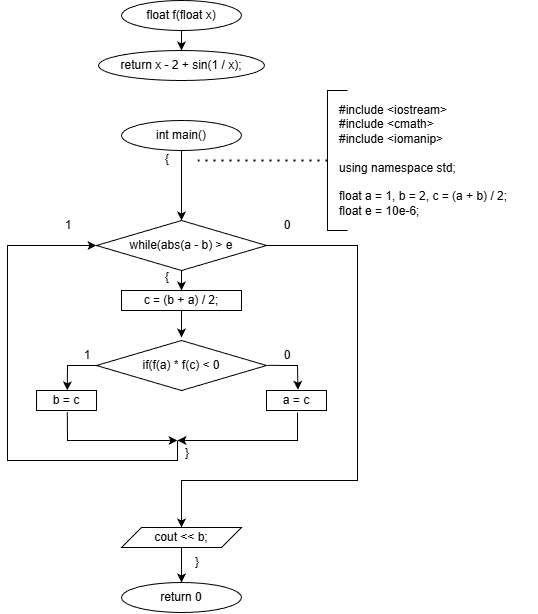 float f(float x)
return x - 2 + sin(1 / x);
int main()
{
#include <iostream>
#include <cmath>
#include <iomanip>
using namespace std;
float a = 1, b = 2, c = (a + b) / 2;
float e = 10e-6;
1
0
while(abs(a - b) > e
{
c = (b + a) / 2;
1
0
if(f(a) * f(c) < 0
b = c
a = c
}
cout << b;
}
return 0